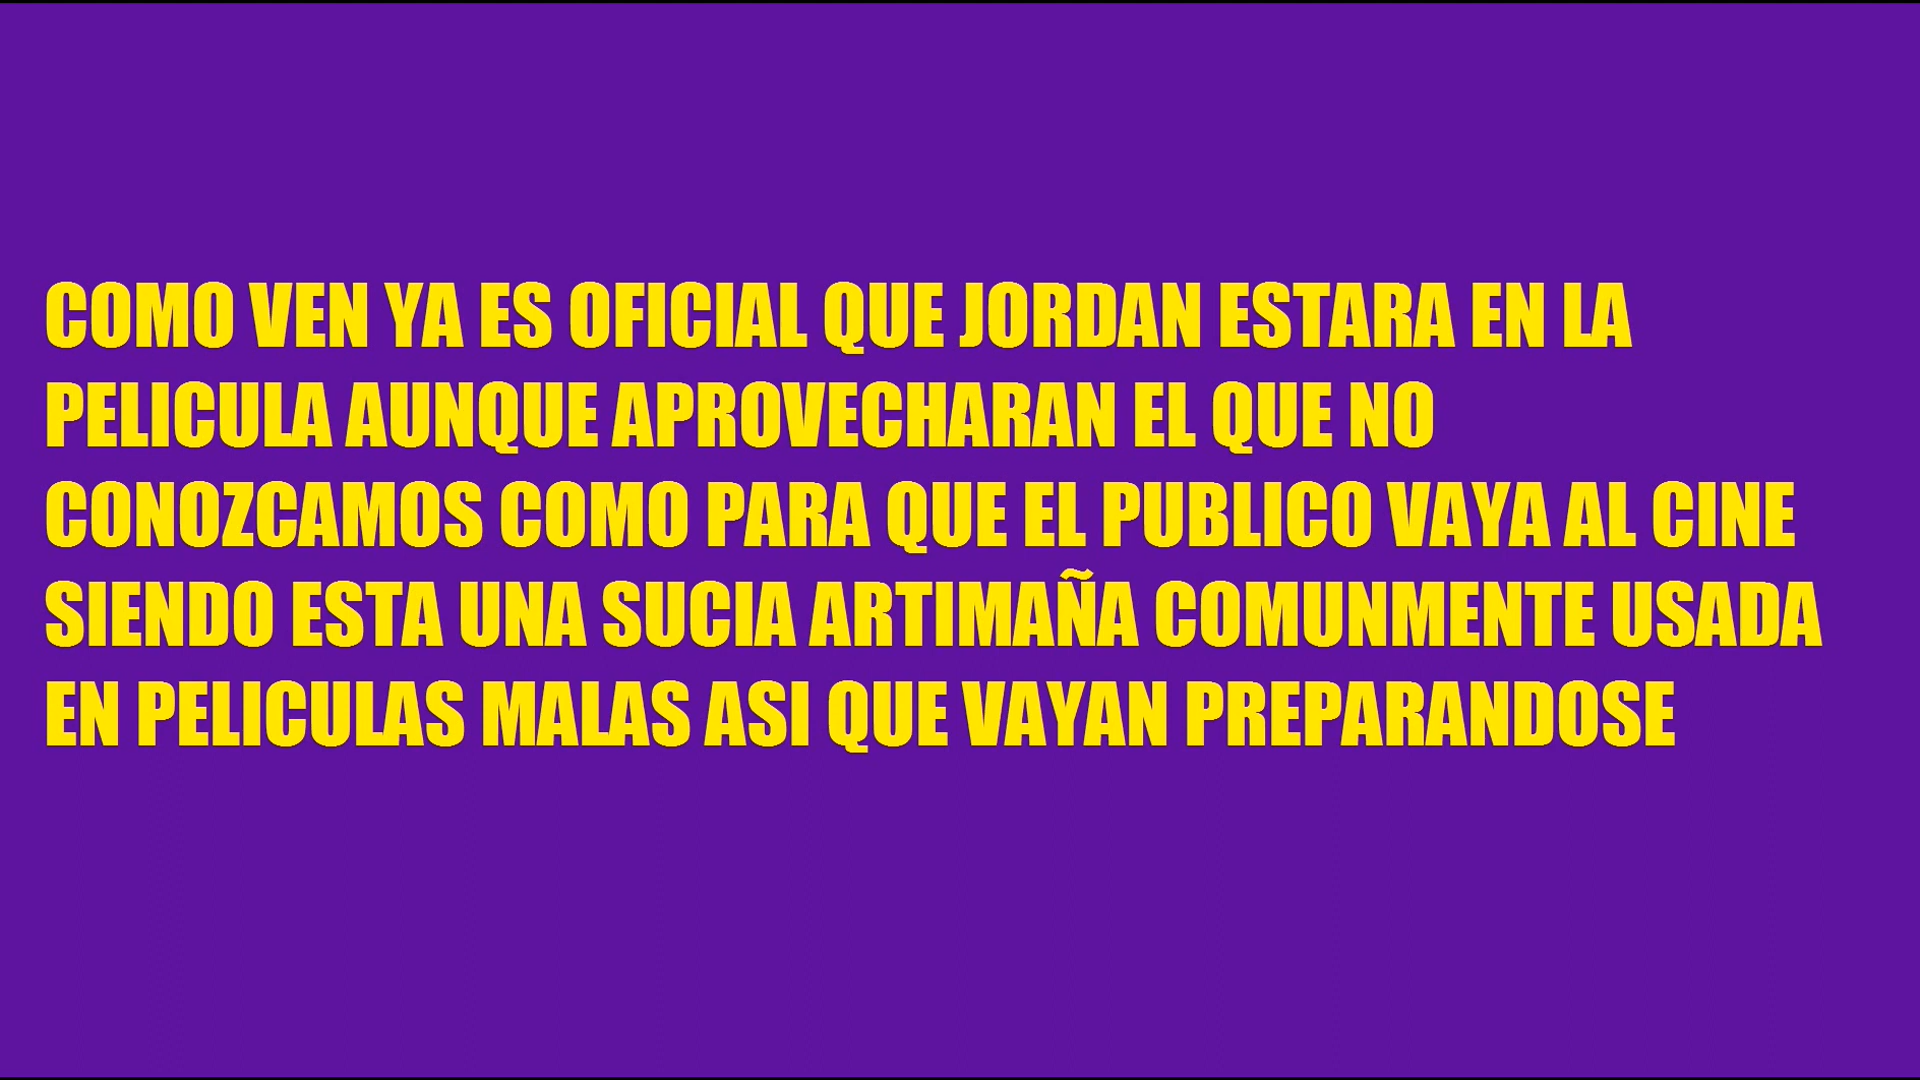 COMO VEN YA ES OFICIAL QUE JORDAN ESTARA EN LA
PELICULA AUNQUE APROVECHARAN EL QUE NO
CONOZCAMOS COMO PARA QUE EL PUBLICO VAYA AL CINE
SIENDO ESTA UNA SUCIA ARTIMAÑA COMUNMENTE USADA
EN PELICULAS MALAS ASI QUE VAYAN PREPARANDOSE